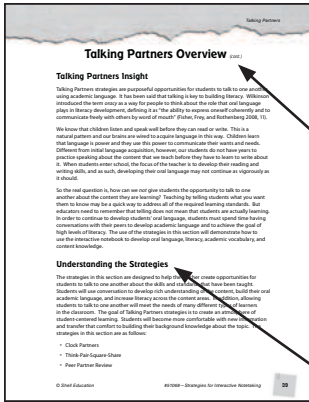 Talking Partners
Talking Partners Overview (cont.)
Talking Partners Insight
Talking Partners strategies are purposeful opportunities for students to talk to one another
using academic language. It has been said that talking is key to building literacy. Wilkinson
introduced the term oracy as a way for people to think about the role that oral language
plays in literacy development, defining it as "the ability to express oneself coherently and to
communicate freely with others by word of mouth" (Fisher, Frey, and Rothenberg 2008, 11).
We know that children listen and speak well before they can read or write. This is a
natural pattern and our brains are wired to acquire language in this way. Children learn
that language is power and they use this power to communicate their wants and needs.
Different from initial language acquisition, however, our students do not have years to
practice speaking about the content that we teach before they have to learn to write about
it. When students enter school, the focus of the teacher is to develop their reading and
writing skills, and as such, developing their oral language may not continue as vigorously as
it should.
So the real question is, how can we not give students the opportunity to talk to one
another about the content they are learning? Teaching by telling students what you want
them to know may be a quick way to address all of the required learning standards. But
educators need to remember that telling does not mean that students are actually learning.
In order to continue to develop students' oral language, students must spend time having
conversations with their peers to develop academic language and to achieve the goal of
high levels of literacy. The use of the strategies in this section will demonstrate how to
use the interactive notebook to develop oral language, literacy, academic vocabulary, and
content knowledge.
Understanding the Strategies
The strategies in this section are designed to help the teacher create opportunities for
students to talk to one another about the skills and standards that have been taught.
Students will use conversation to develop rich understanding of the content, build their oral
academic language, and increase literacy across the content areas. In addition, allowing
students to talk to one another will meet the needs of many different types of learners
in the classroom. The goal of Talking Partners strategies is to create an atmosphere of
student-centered learning. Students will become more comfortable with new information
and transfer that comfort to building their background knowledge about the topic. The
strategies in this section are as follows:
• Clock Partners
• Think-Pair-Square-Share
• Peer Partner Review
© Shell Education
#51088—Strategies for Interactive Notetaking
39